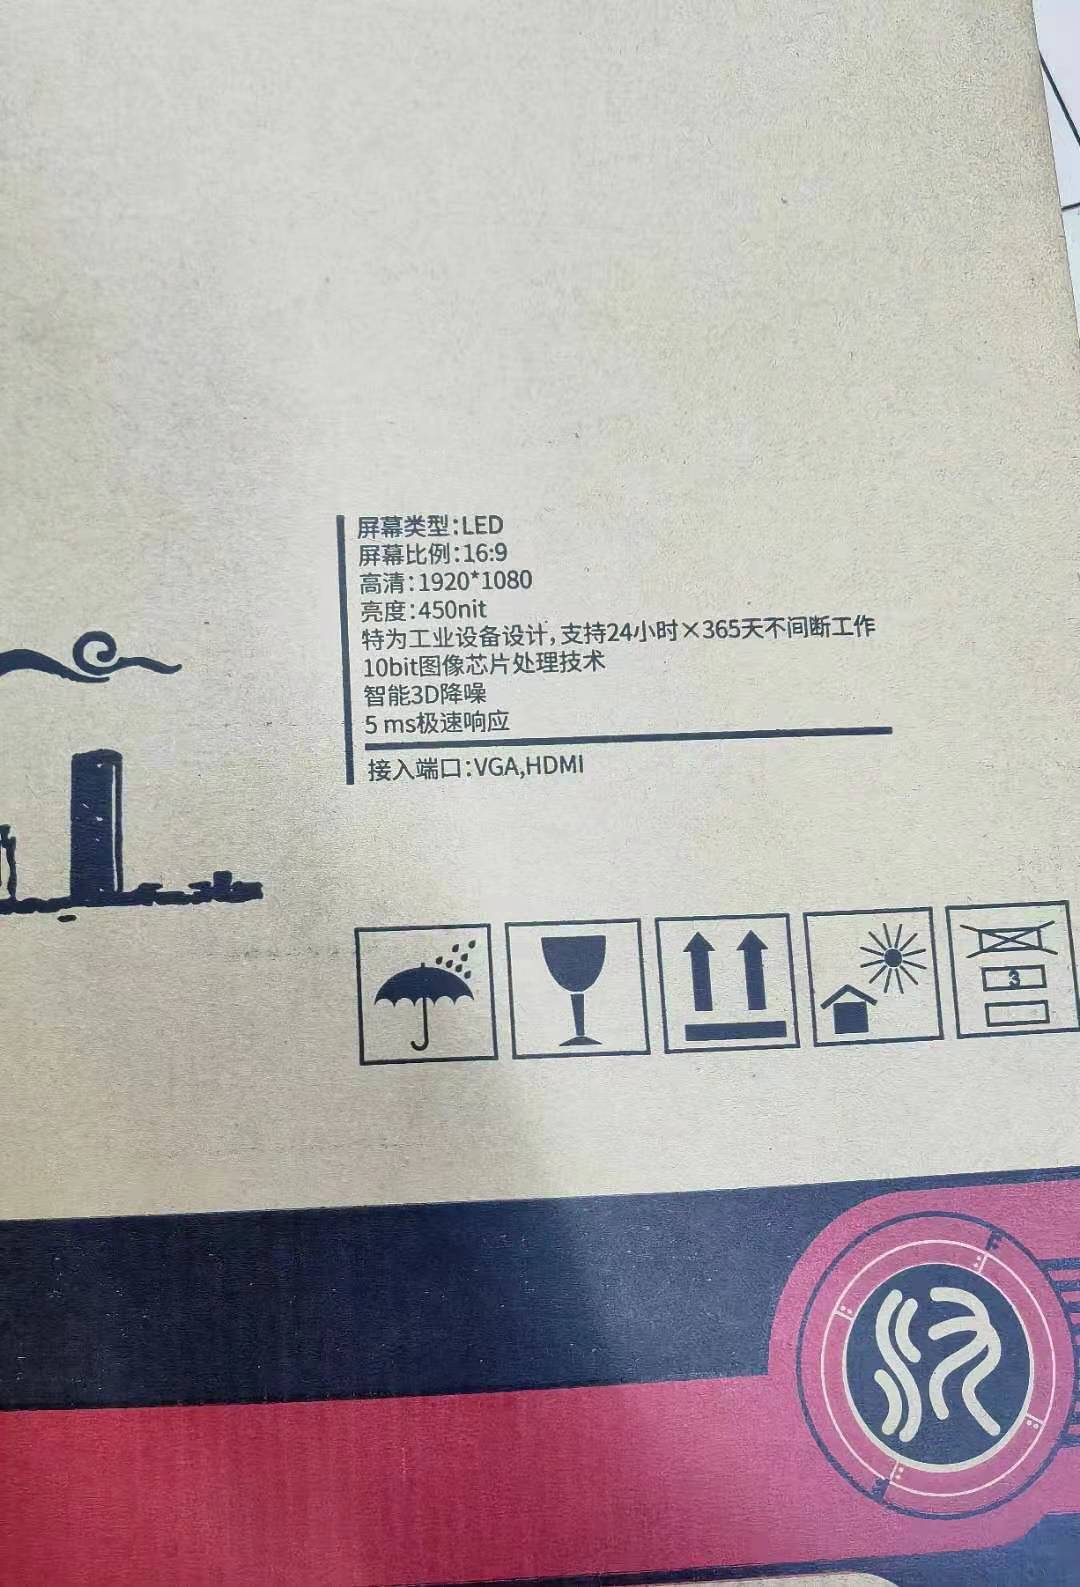 屏幕类型:LED
屏幕比例:16:9
高清:1920*1080
亮度:450nit
特为工业设备设计,支持24小时×365天不间断工作
10bit图像芯片处理技术
智能3D降噪
5 ms极速响应
接入端口:VGA,HDMI
3